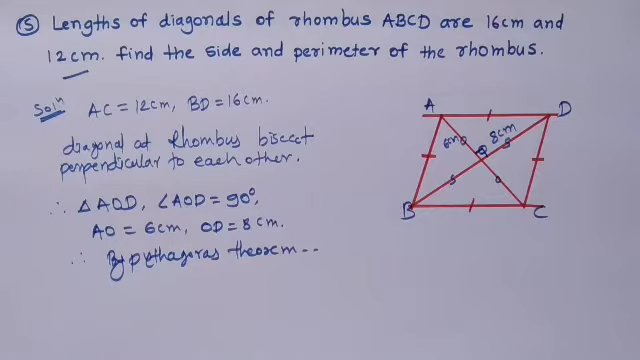 ⑤ Lengths of diagonals of rhombus ABCD are 16cm and
12cm. find the side and perimeter of the rhombus.
Soln
AC = 12cm, BD = 16cm.
diagonal of Rhombus bisect
perpendicular to each other.
∴ △AOD, ∠AOD = 90°
AO = 6cm, OD = 8cm.
∴ By pythagoras theorem --
A
D
8cm
6cm
O
B
C